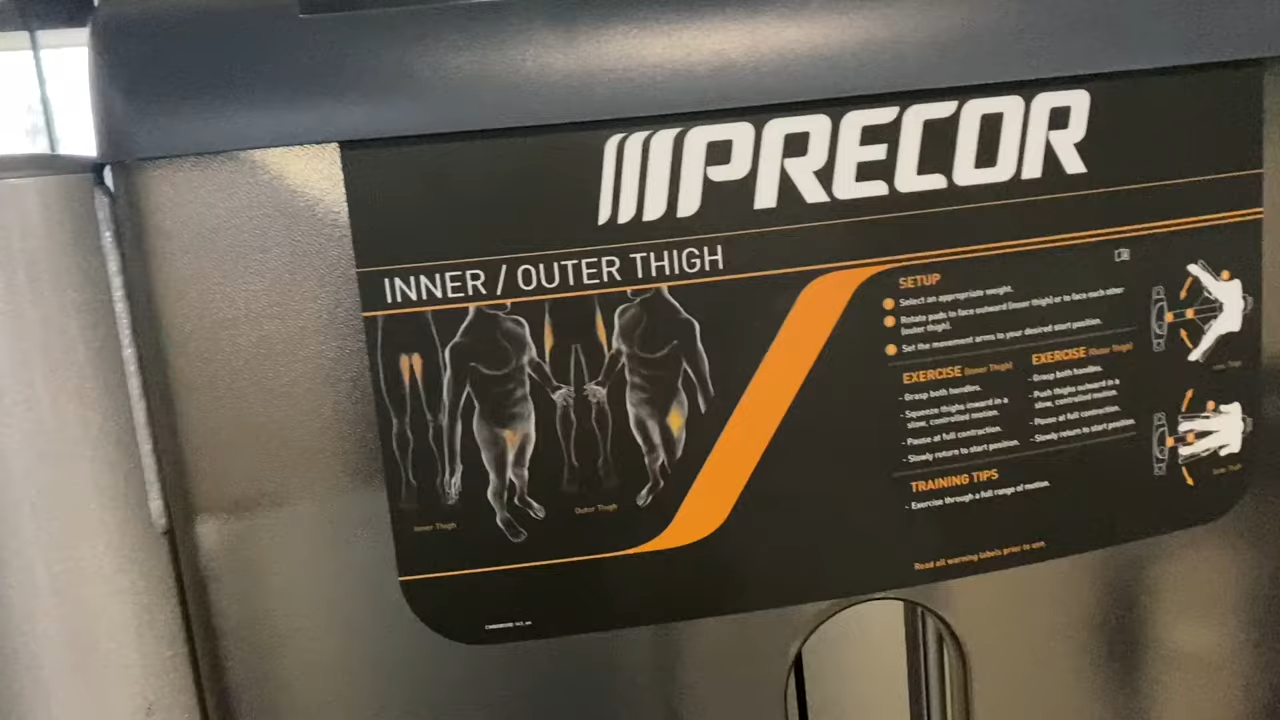 PRECOR
INNER / OUTER THIGH
SETUP
Select an appropriate weight.
Rotate pads to face outward (inner thigh) or to face each other
(outer thigh).
Set the movement arms to your desired start position.
EXERCISE (Inner Thigh)
- Grasp both handles.
- Squeeze thighs inward in a
slow, controlled motion.
- Pause at full contraction.
- Slowly return to start position.
EXERCISE (Outer Thigh)
- Grasp both handles.
- Push thighs outward in a
slow, controlled motion.
- Pause at full contraction.
- Slowly return to start position.
TRAINING TIPS
- Exercise through a full range of motion.
Inner Thigh
Outer Thigh
Inner Thigh
Outer Thigh
Read all warning labels prior to use.